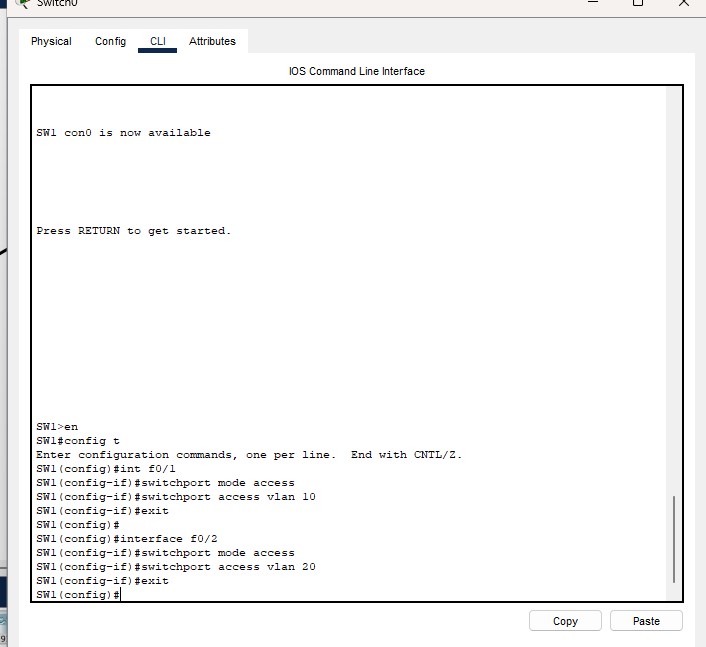 Switch0
Physical Config CLI Attributes
IOS Command Line Interface
SW1 con0 is now available
Press RETURN to get started.
SW1>en
SW1#config t
Enter configuration commands, one per line.  End with CNTL/Z.
SW1(config)#int f0/1
SW1(config-if)#switchport mode access
SW1(config-if)#switchport access vlan 10
SW1(config-if)#exit
SW1(config)#
SW1(config)#interface f0/2
SW1(config-if)#switchport mode access
SW1(config-if)#switchport access vlan 20
SW1(config-if)#exit
SW1(config)#
Copy Paste
9